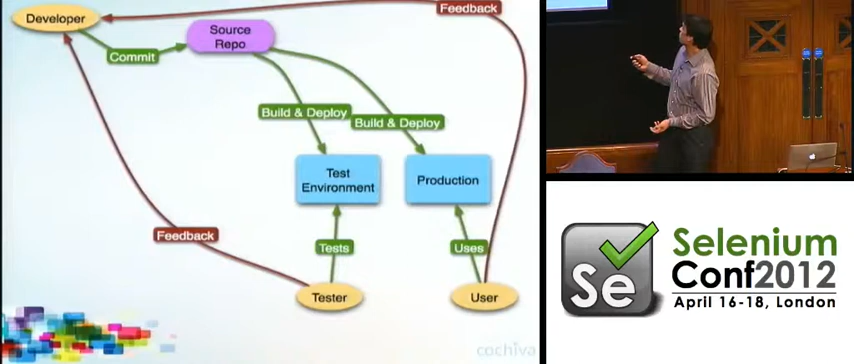 Developer
Feedback
Source
Repo
Commit
Build & Deploy
Build & Deploy
Test
Environment
Production
Feedback
Tests
Uses
Tester
User
cochiva
Se
Selenium
Conf2012
April 16-18, London